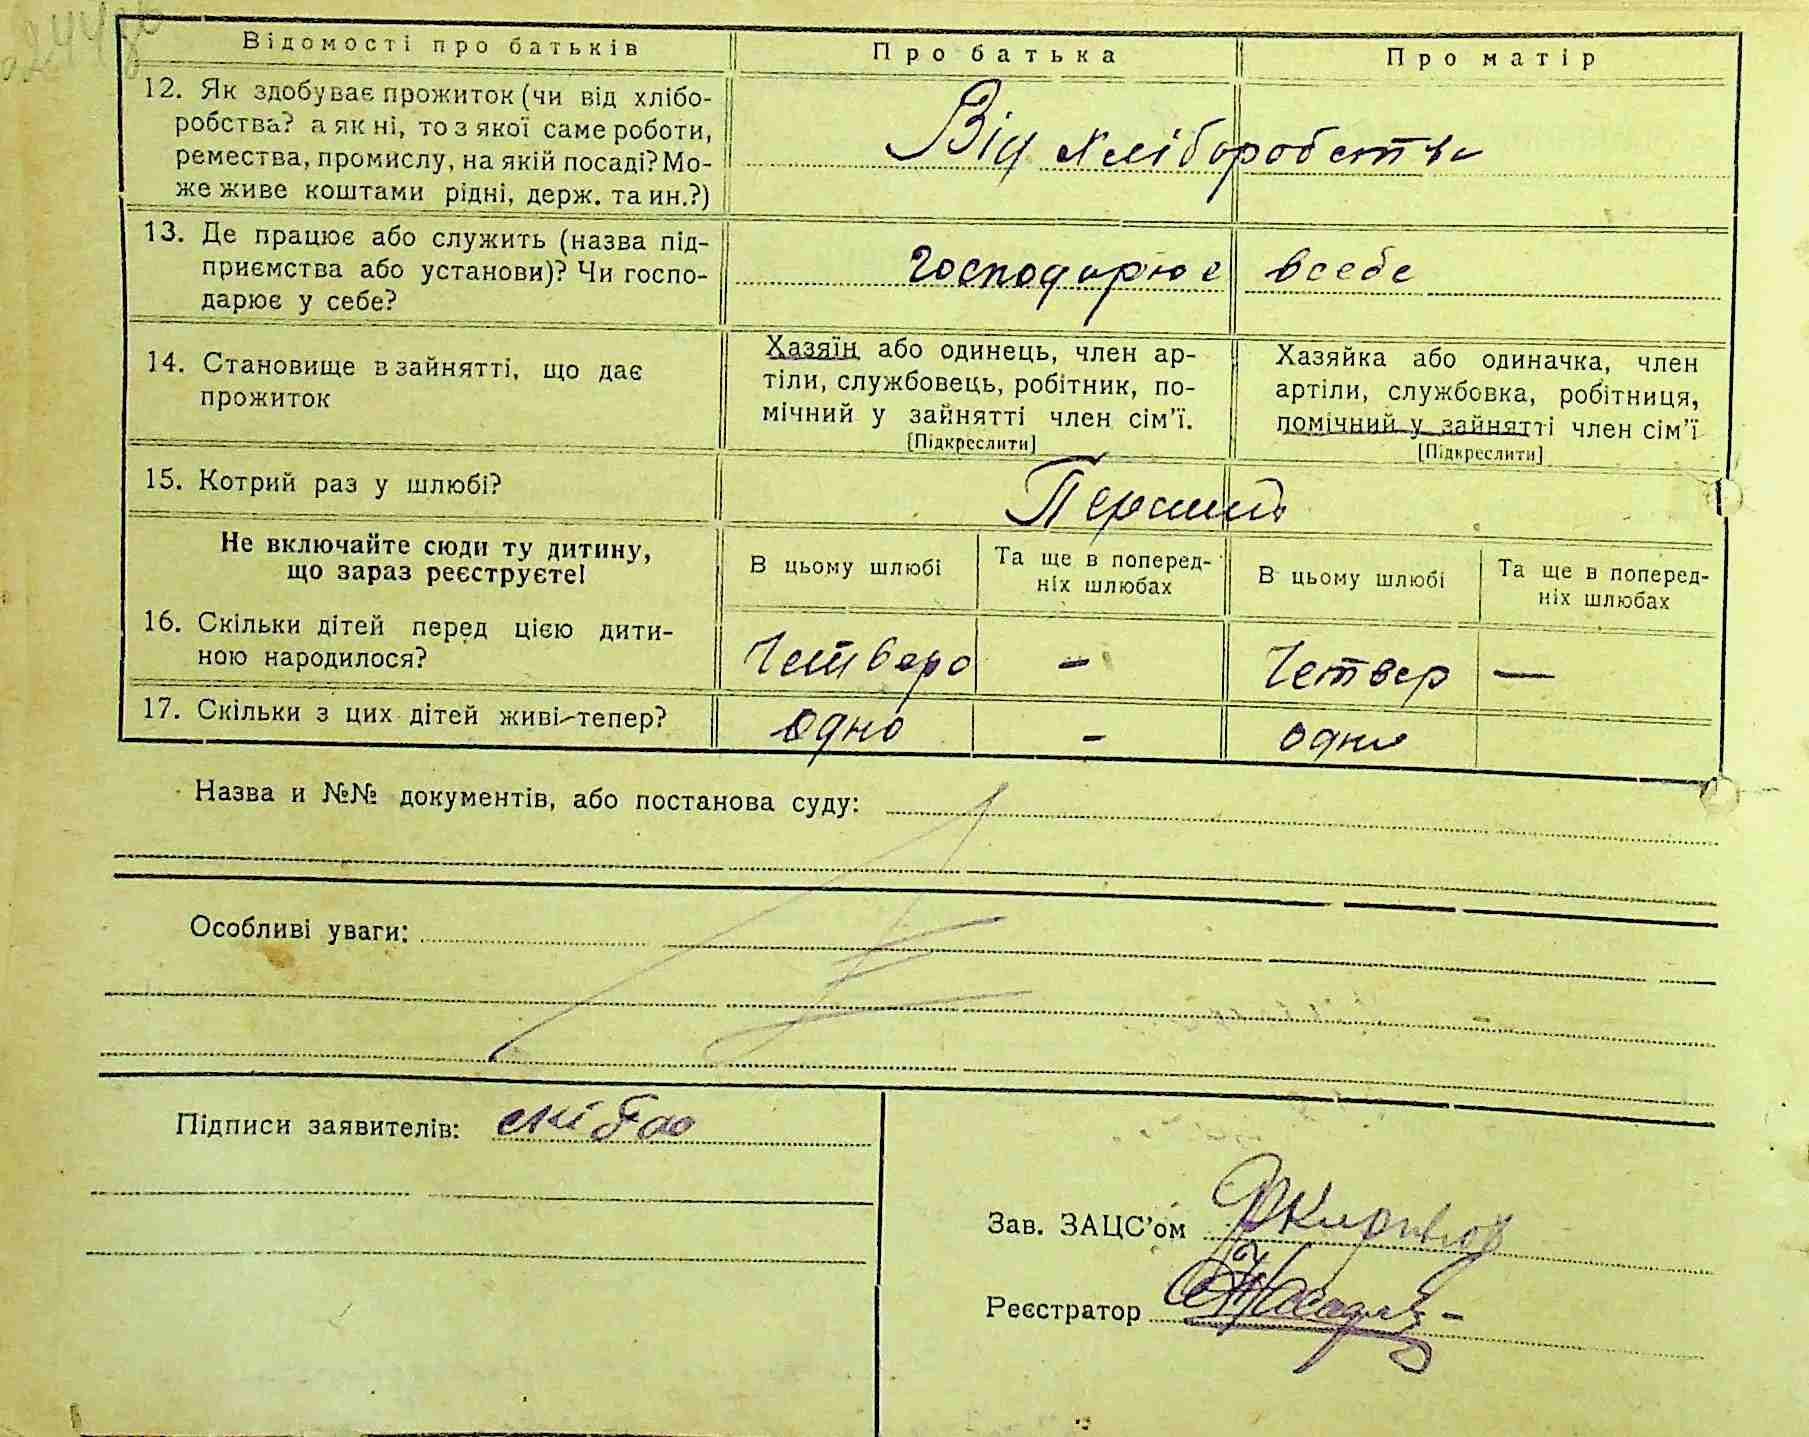 Відомості про батьків Про батька Про матір
12. Як здобуває прожиток (чи від хлібо-
робства? а як ні, то з якої саме роботи,
ремества, промислу, на якій посаді? Мо-
же живе коштами рідні, держ. та ин.?)
Від хліборобства
13. Де працює або служить (назва під-
приємства або установи)? Чи госпо-
дарює у себе?
господарює всебе
14. Становище в зайнятті, що дає
прожиток
Хазяїн або одинець, член ар-
тіли, службовець, робітник, по-
мічний у зайнятті член сім'ї.
[Підкреслити]
Хазяйка або одиначка, член
артіли, службовка, робітниця,
помічний у зайнятті член сім'ї
[Підкреслити]
15. Котрий раз у шлюбі?
Перший
Не включайте сюди ту дитину,
що зараз реєструєте!
В цьому шлюбі
Та ще в поперед-
ніх шлюбах
В цьому шлюбі
Та ще в поперед-
ніх шлюбах
16. Скільки дітей перед цією дити-
ною народилося?
Четверо - Четвер —
17. Скільки з цих дітей живі тепер?
одно - одно
Назва и №№ документів, або постанова суду:
Особливі уваги:
Підписи заявителів: скіба
Зав. ЗАЦС'ом
Реєстратор